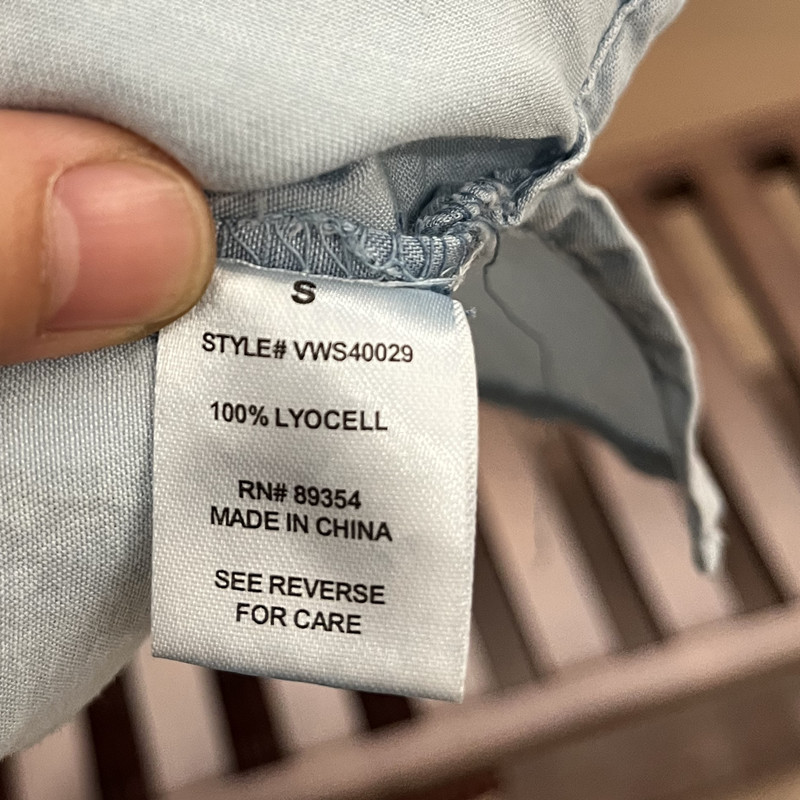 S
STYLE# VWS40029
100% LYOCELL
RN# 89354
MADE IN CHINA
SEE REVERSE
FOR CARE